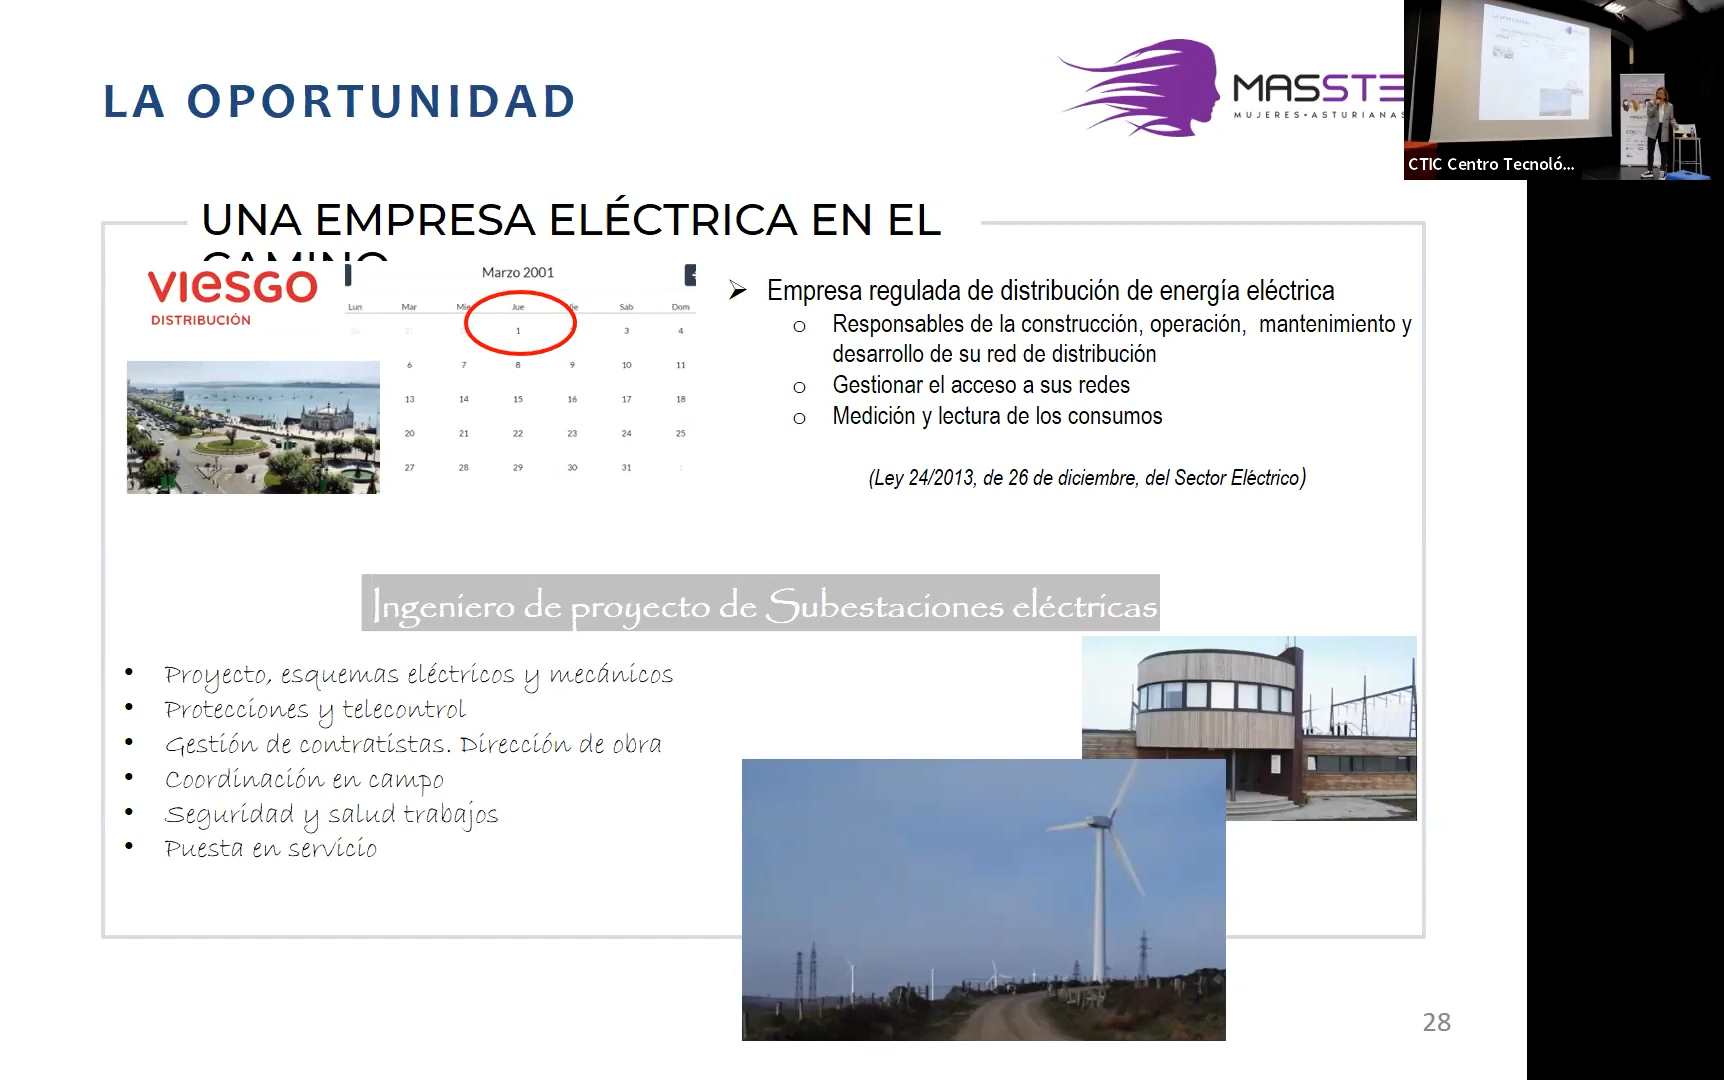 LA OPORTUNIDAD
MASSTE
MUJERES•ASTURIANAS
CTIC Centro Tecnoló...
UNA EMPRESA ELÉCTRICA EN EL
CAMINO
viesgo
DISTRIBUCIÓN
Marzo 2001
Lun Mar Mie Jue Vie Sab Dom
1 2 3 4
6 7 8 9 10 11
13 14 15 16 17 18
20 21 22 23 24 25
27 28 29 30 31
Empresa regulada de distribución de energía eléctrica
Responsables de la construcción, operación, mantenimiento y
desarrollo de su red de distribución
Gestionar el acceso a sus redes
Medición y lectura de los consumos
(Ley 24/2013, de 26 de diciembre, del Sector Eléctrico)
Ingeniero de proyecto de Subestaciones eléctricas
• Proyecto, esquemas eléctricos y mecánicos
• Protecciones y telecontrol
• Gestión de contratistas. Dirección de obra
• Coordinación en campo
• Seguridad y salud trabajos
• Puesta en servicio
28